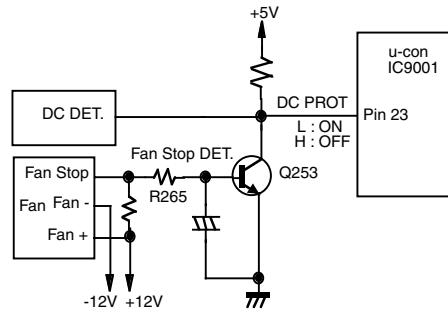 +5V
u-con
IC9001
DC DET.
DC PROT
Pin 23
L : ON
H : OFF
Fan Stop DET.
Fan Stop
Q253
R265
Fan
Fan -
Fan +
-12V
+12V